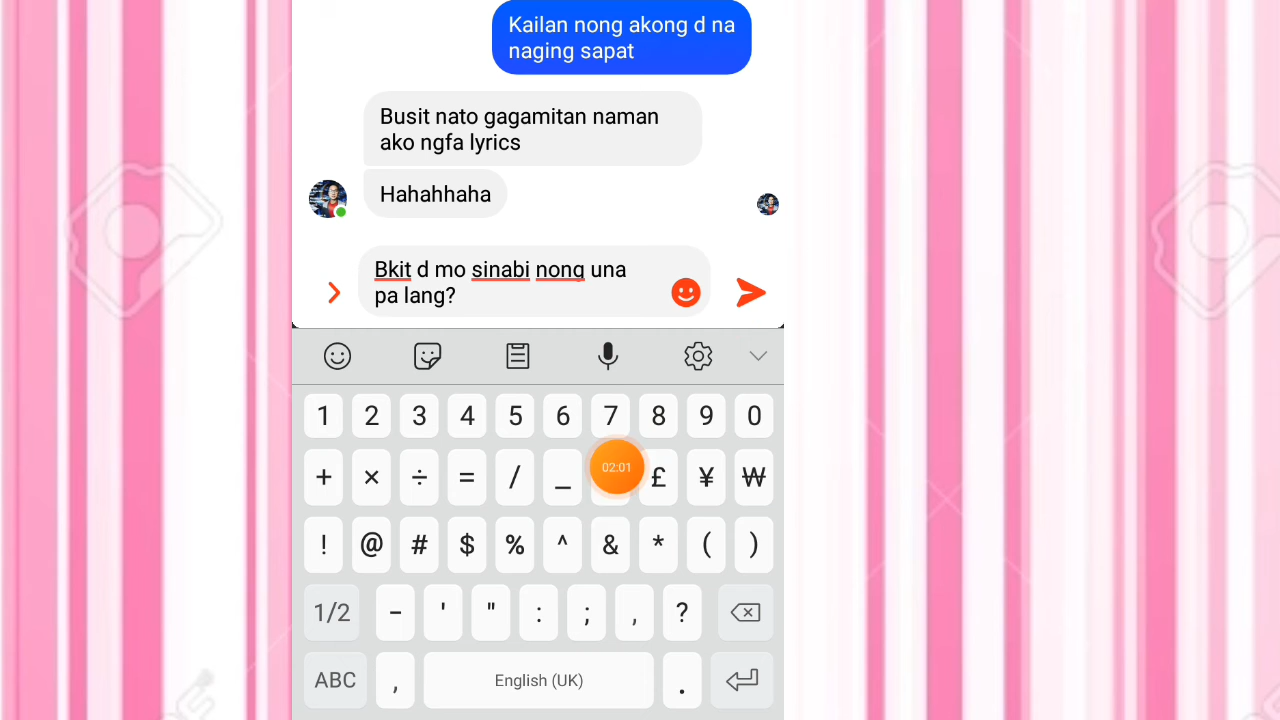 Kailan nong akong d na
naging sapat
Busit nato gagamitan naman
ako ngfa lyrics
Hahahhaha
Bkit d mo sinabi nong una
pa lang?
1 2 3 4 5 6 7 8 9 0
02:01
+ × ÷ = / _ £ ¥ ₩
! @ # $ % ^ & * ( )
1/2 - ' " : ; , ?
ABC , English (UK) .